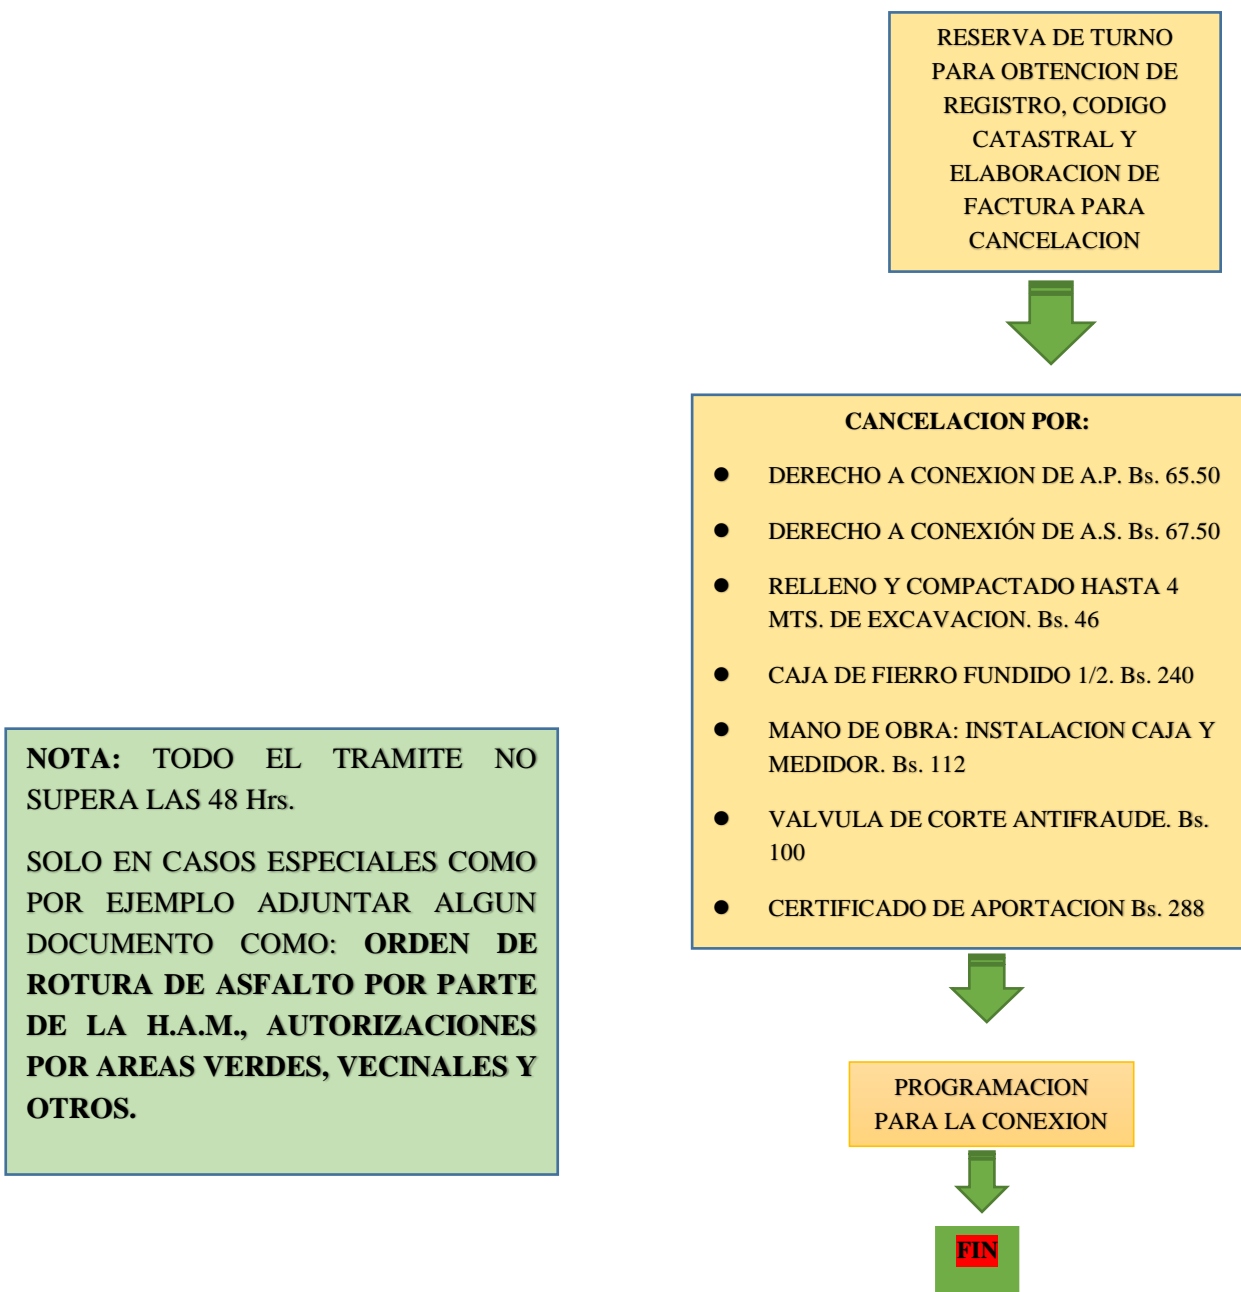 RESERVA DE TURNO
PARA OBTENCION DE
REGISTRO, CODIGO
CATASTRAL Y
ELABORACION DE
FACTURA PARA
CANCELACION
CANCELACION POR:
● DERECHO A CONEXION DE A.P. Bs. 65.50
● DERECHO A CONEXIÓN DE A.S. Bs. 67.50
● RELLENO Y COMPACTADO HASTA 4
MTS. DE EXCAVACION. Bs. 46
● CAJA DE FIERRO FUNDIDO 1/2. Bs. 240
● MANO DE OBRA: INSTALACION CAJA Y
MEDIDOR. Bs. 112
● VALVULA DE CORTE ANTIFRAUDE. Bs.
100
● CERTIFICADO DE APORTACION Bs. 288
NOTA: TODO EL TRAMITE NO
SUPERA LAS 48 Hrs.
SOLO EN CASOS ESPECIALES COMO
POR EJEMPLO ADJUNTAR ALGUN
DOCUMENTO COMO: ORDEN DE
ROTURA DE ASFALTO POR PARTE
DE LA H.A.M., AUTORIZACIONES
POR AREAS VERDES, VECINALES Y
OTROS.
PROGRAMACION
PARA LA CONEXION
FIN